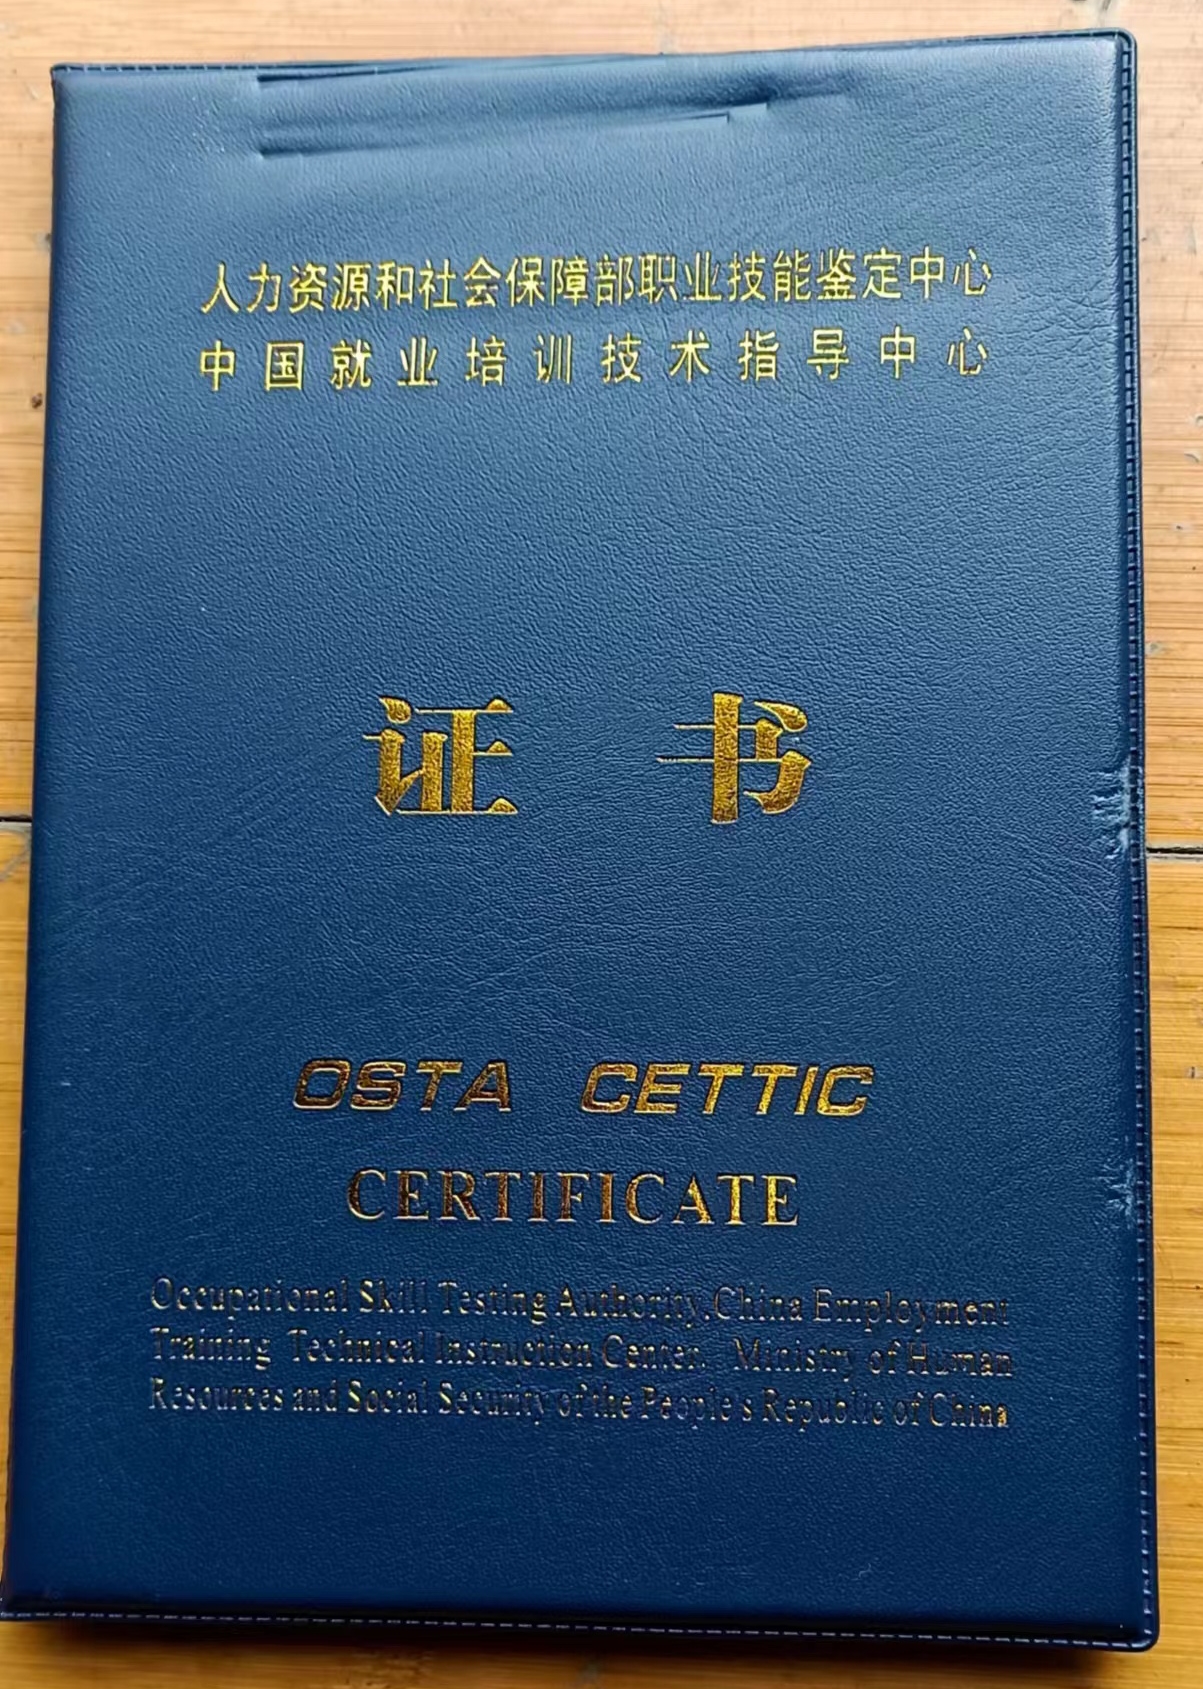 人力资源和社会保障部职业技能鉴定中心
中国就业培训技术指导中心
证书
OSTA CETTIC
CERTIFICATE
Occupational Skill Testing Authority,China Employment
Training Technical Instruction Center. Ministry of Human
Resources and Social Security of the People's Republic of China